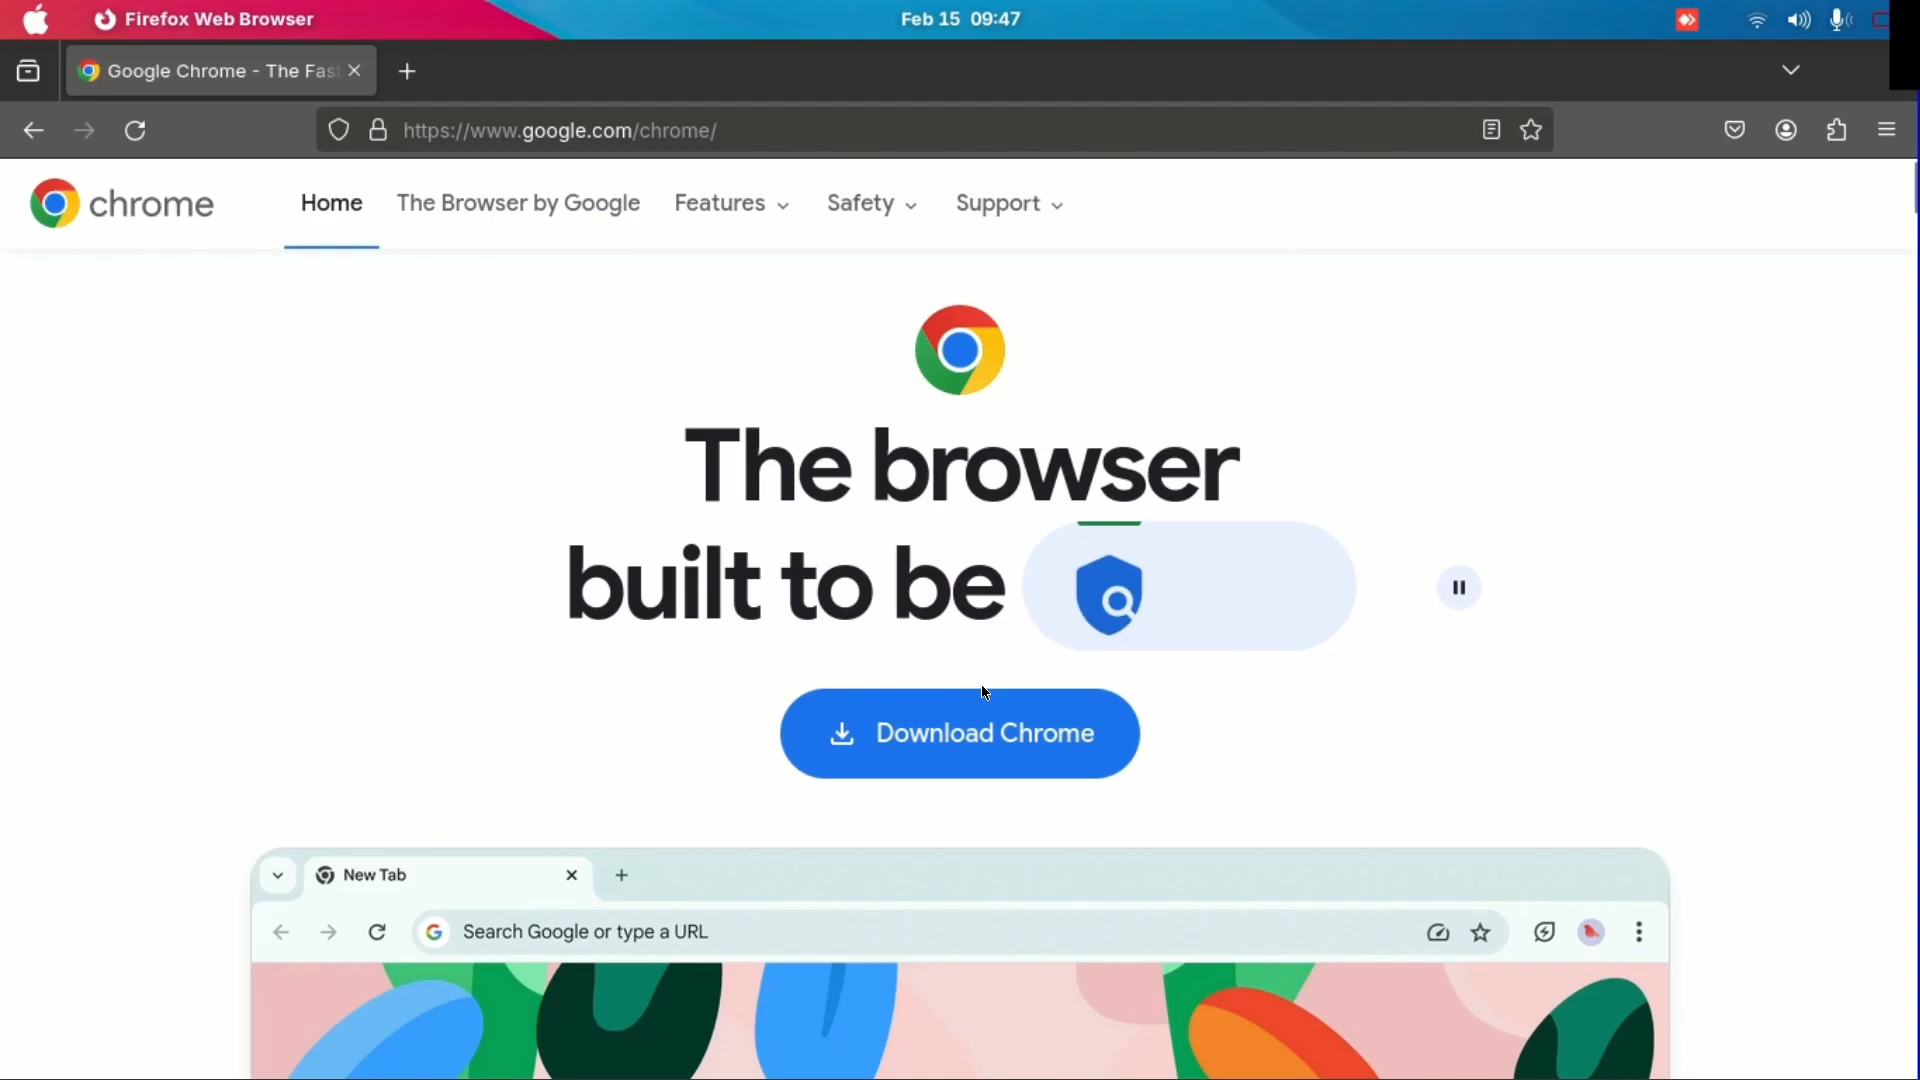 Firefox Web Browser
Feb 15 09:47
Google Chrome - The Fas
https://www.google.com/chrome/
chrome
Home
The Browser by Google
Features
Safety
Support
The browser
built to be
Download Chrome
New Tab
Search Google or type a URL